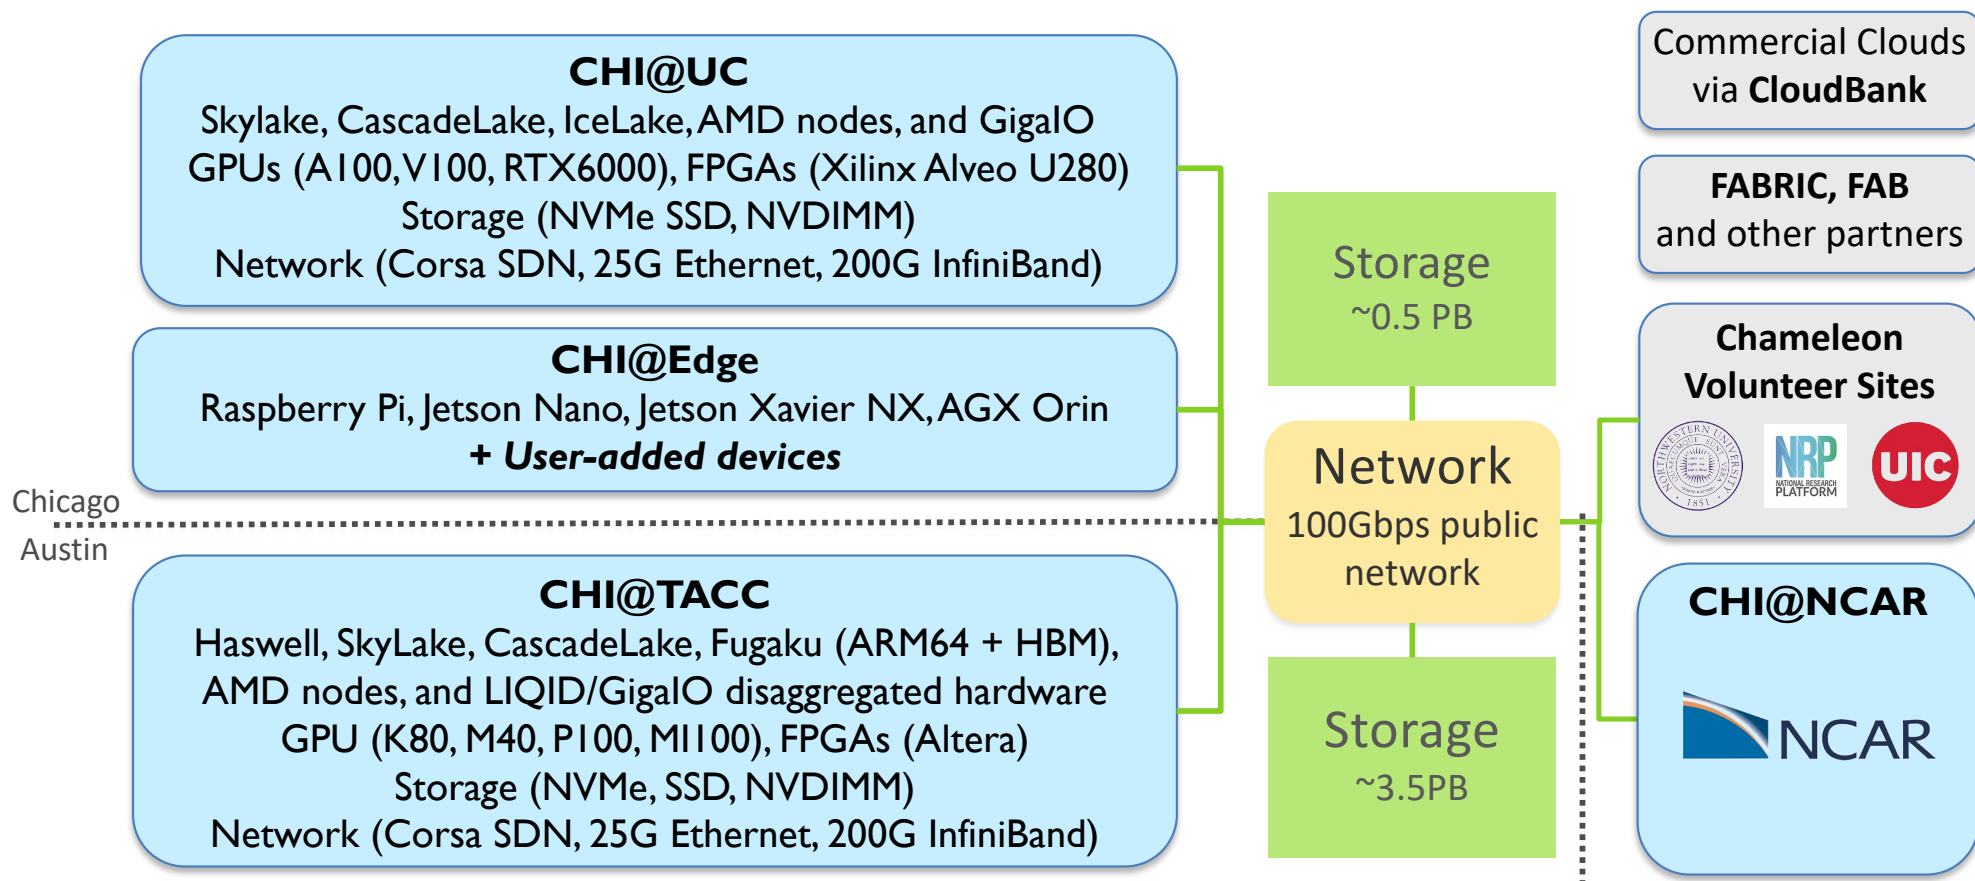 CHI@UC
Skylake, CascadeLake, IceLake, AMD nodes, and GigaIO
GPUs (A100, V100, RTX6000), FPGAs (Xilinx Alveo U280)
Storage (NVMe SSD, NVDIMM)
Network (Corsa SDN, 25G Ethernet, 200G InfiniBand)
CHI@Edge
Raspberry Pi, Jetson Nano, Jetson Xavier NX, AGX Orin
+ User-added devices
Chicago
Austin
CHI@TACC
Haswell, SkyLake, CascadeLake, Fugaku (ARM64 + HBM),
AMD nodes, and LIQID/GigaIO disaggregated hardware
GPU (K80, M40, P100, MI100), FPGAs (Altera)
Storage (NVMe, SSD, NVDIMM)
Network (Corsa SDN, 25G Ethernet, 200G InfiniBand)
Storage
~0.5 PB
Network
100Gbps public
network
Storage
~3.5PB
Commercial Clouds
via CloudBank
FABRIC, FAB
and other partners
Chameleon
Volunteer Sites
NORTHWESTERN UNIVERSITY
1851
NRP
NATIONAL RESEARCH
PLATFORM
UIC
CHI@NCAR
NCAR